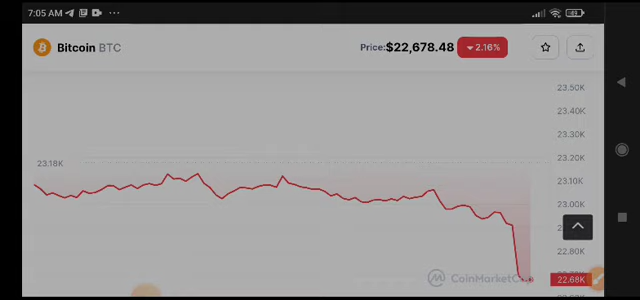 7:05 AM
Bitcoin BTC
Price:$22,678.48 2.16%
23.50K
23.40K
23.30K
23.20K
23.18K
23.10K
23.00K
22.80K
CoinMarketCap
22.68K